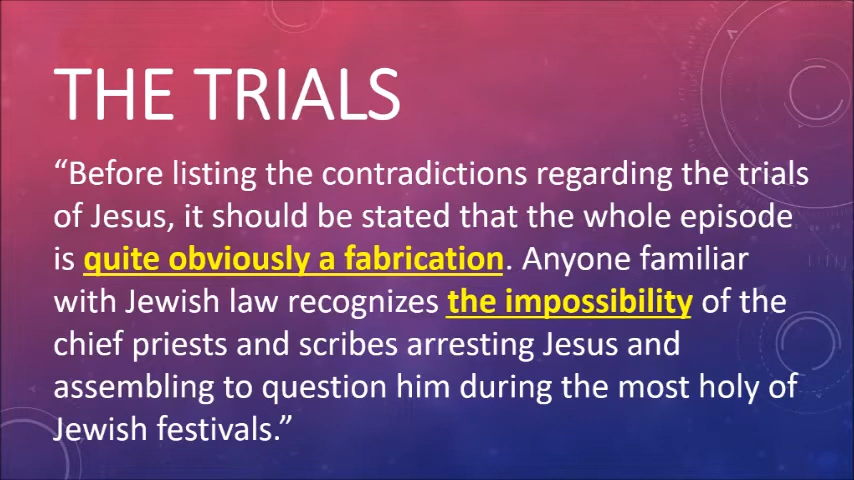 THE TRIALS
“Before listing the contradictions regarding the trials
of Jesus, it should be stated that the whole episode
is quite obviously a fabrication. Anyone familiar
with Jewish law recognizes the impossibility of the
chief priests and scribes arresting Jesus and
assembling to question him during the most holy of
Jewish festivals.”